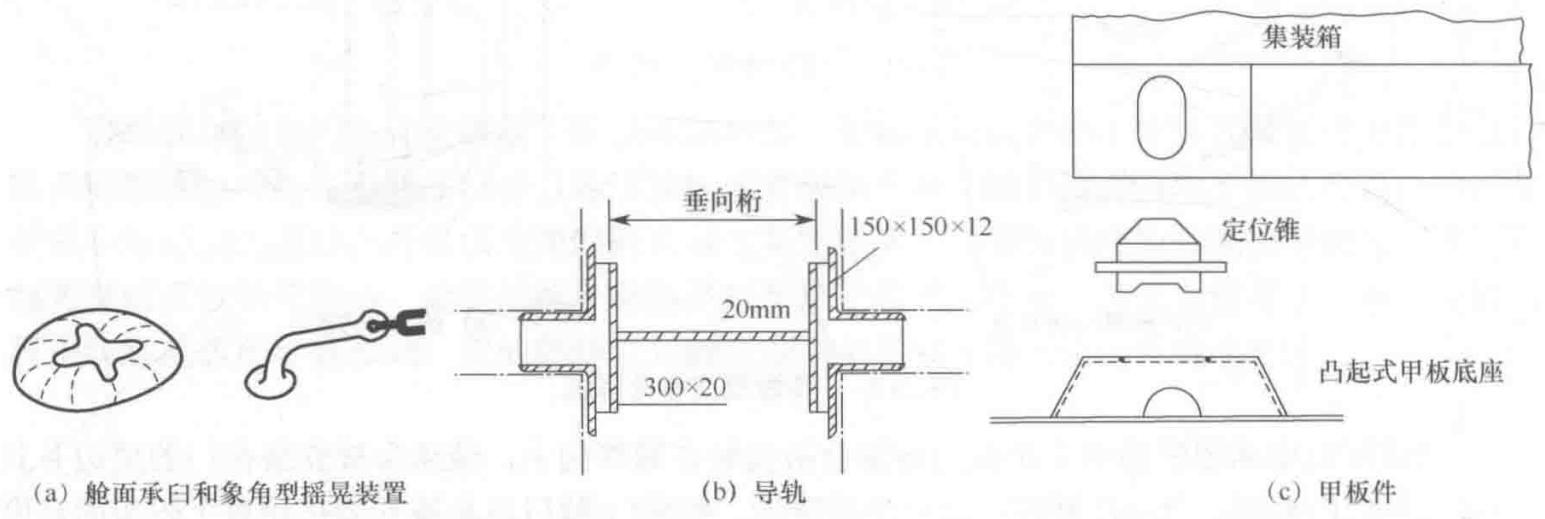 集装箱
垂向桁
150×150×12
定位锥
20mm
凸起式甲板底座
300×20
(a) 舱面承臼和象角型摇晃装置
(b) 导轨
(c) 甲板件